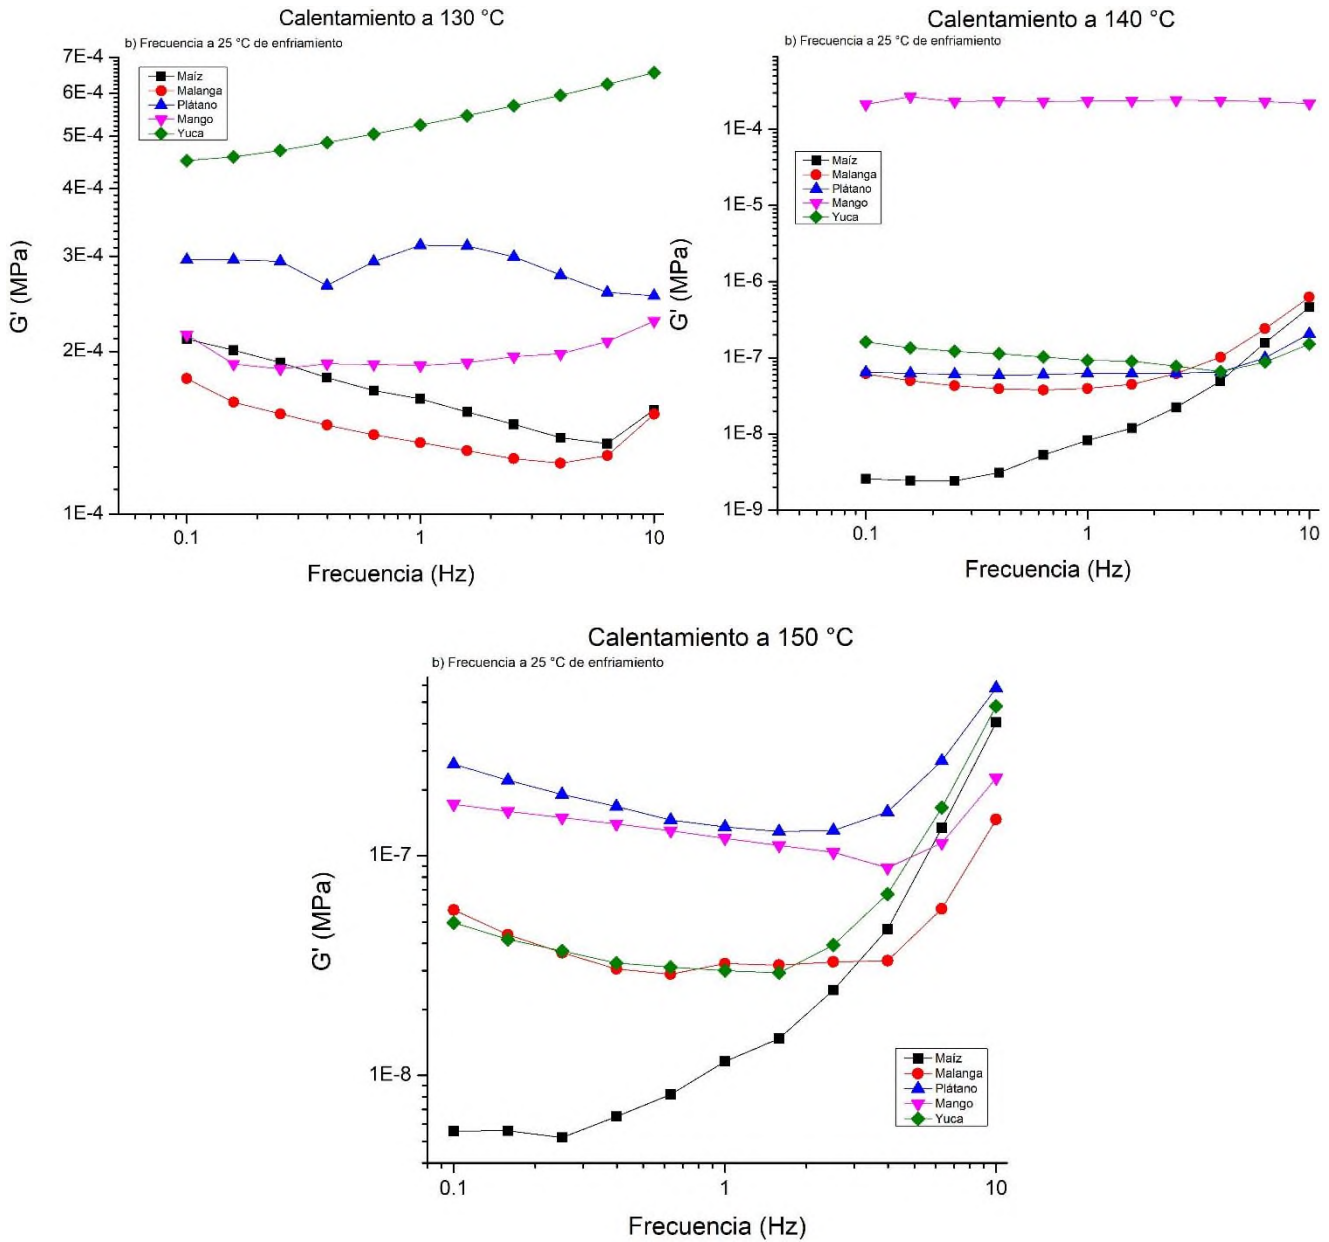 Calentamiento a 130 °C
b) Frecuencia a 25 °C de enfriamiento
7E-4
6E-4
5E-4
4E-4
3E-4
2E-4
1E-4
G' (MPa)
Maíz
Malanga
Plátano
Mango
Yuca
0.1
1
10
Frecuencia (Hz)
Calentamiento a 140 °C
b) Frecuencia a 25 °C de enfriamiento
1E-4
1E-5
1E-6
1E-7
1E-8
1E-9
G' (MPa)
Maíz
Malanga
Plátano
Mango
Yuca
0.1
1
10
Frecuencia (Hz)
Calentamiento a 150 °C
b) Frecuencia a 25 °C de enfriamiento
1E-7
1E-8
G' (MPa)
Maíz
Malanga
Plátano
Mango
Yuca
0.1
1
10
Frecuencia (Hz)